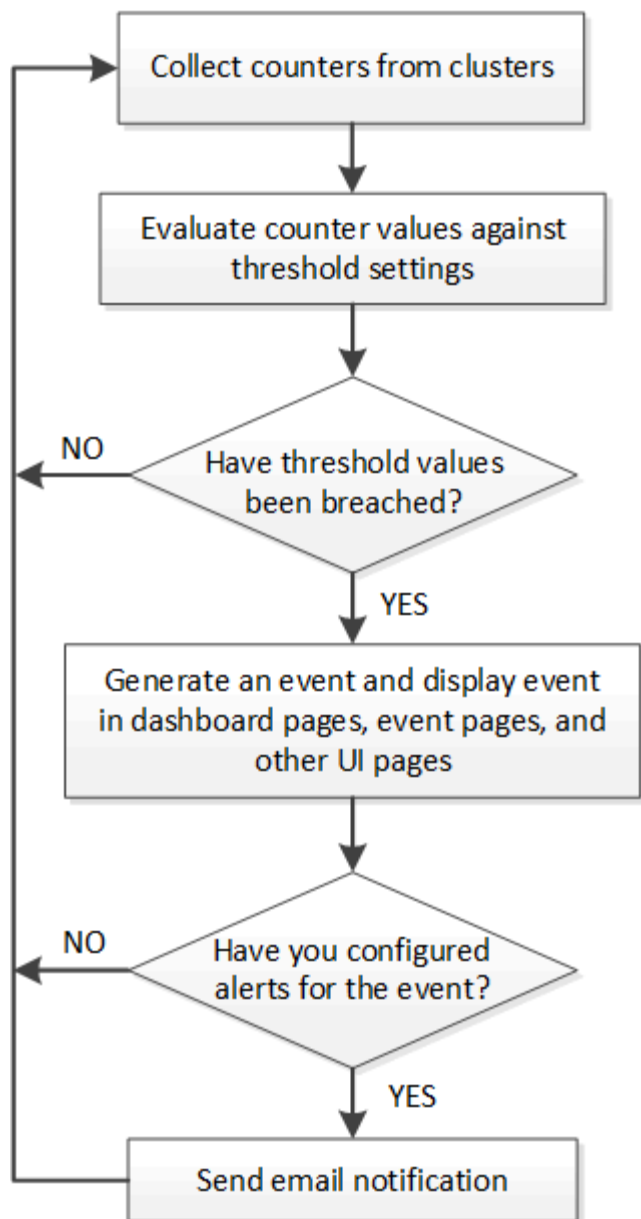 Collect counters from clusters
Evaluate counter values against
threshold settings
NO
Have threshold values
been breached?
YES
Generate an event and display event
in dashboard pages, event pages, and
other UI pages
NO
Have you configured
alerts for the event?
YES
Send email notification